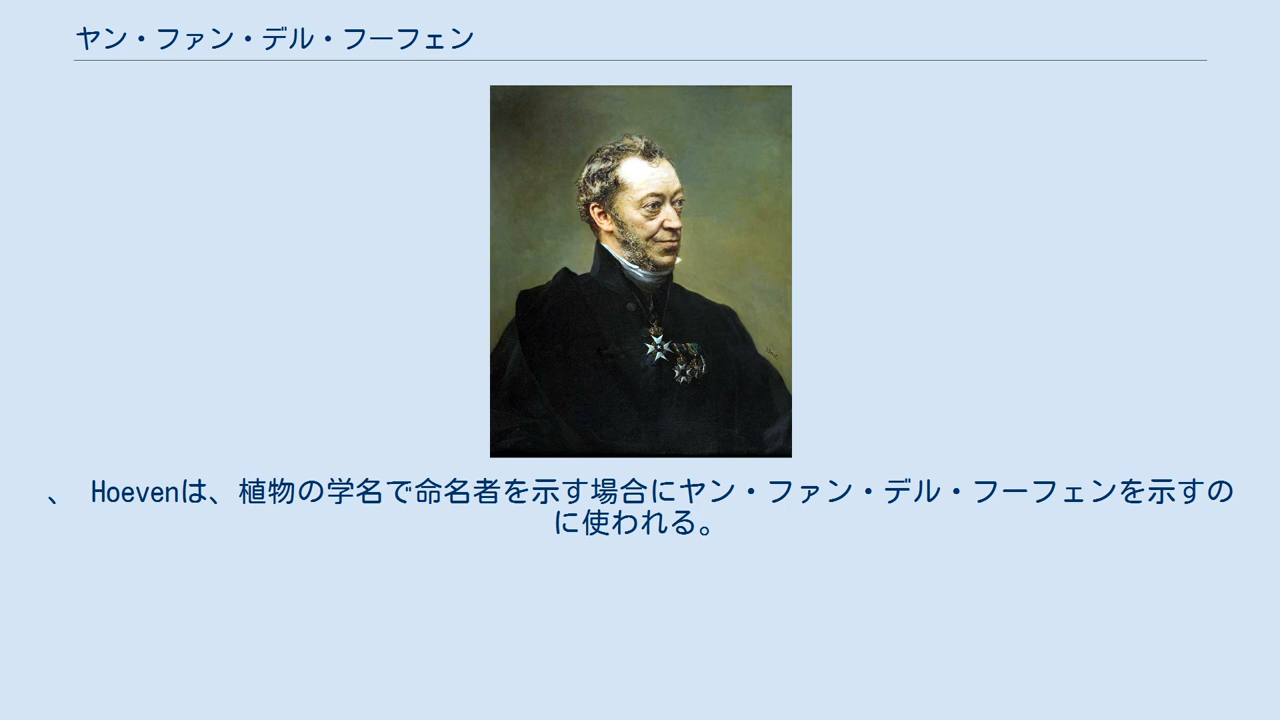 ヤン・ファン・デル・フーフェン
、 Hoevenは、植物の学名で命名者を示す場合にヤン・ファン・デル・フーフェンを示すの
に使われる。